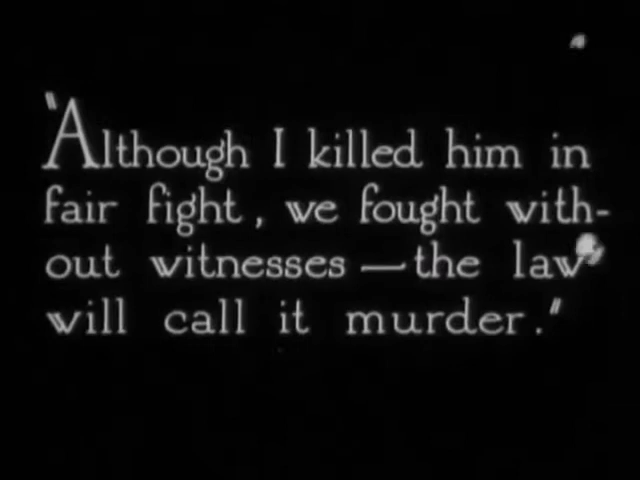 "Although I killed him in
fair fight, we fought with-
out witnesses — the law
will call it murder."